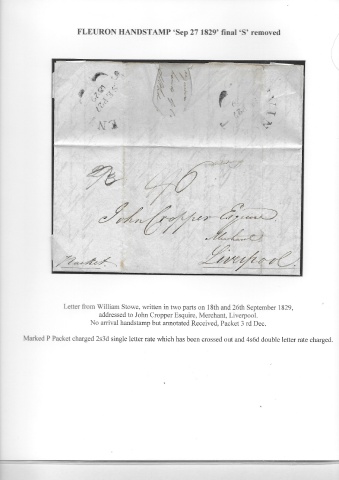 FLEURON HANDSTAMP ‘Sep 27 1829’ final ‘S’ removed
46
John Cropper Esquire
Merchant
Liverpool.
Packet
Letter from William Stowe, written in two parts on 18th and 26th September 1829,
addressed to John Cropper Esquire, Merchant, Liverpool.
No arrival handstamp but annotated Received, Packet 3 rd Dec.
Marked P Packet charged 2s3d single letter rate which has been crossed out and 4s6d double letter rate charged.